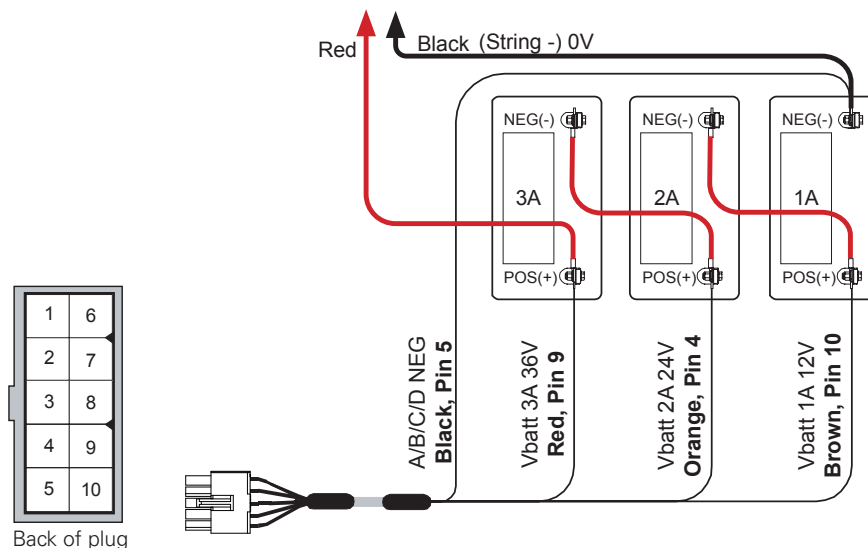 Red
Black (String -) 0V
NEG(-)
NEG(-)
NEG(-)
3A
2A
1A
POS(+)
POS(+)
POS(+)
A/B/C/D NEG
Black, Pin 5
Vbatt 3A 36V
Red, Pin 9
Vbatt 2A 24V
Orange, Pin 4
Vbatt 1A 12V
Brown, Pin 10
1 6
2 7
3 8
4 9
5 10
Back of plug